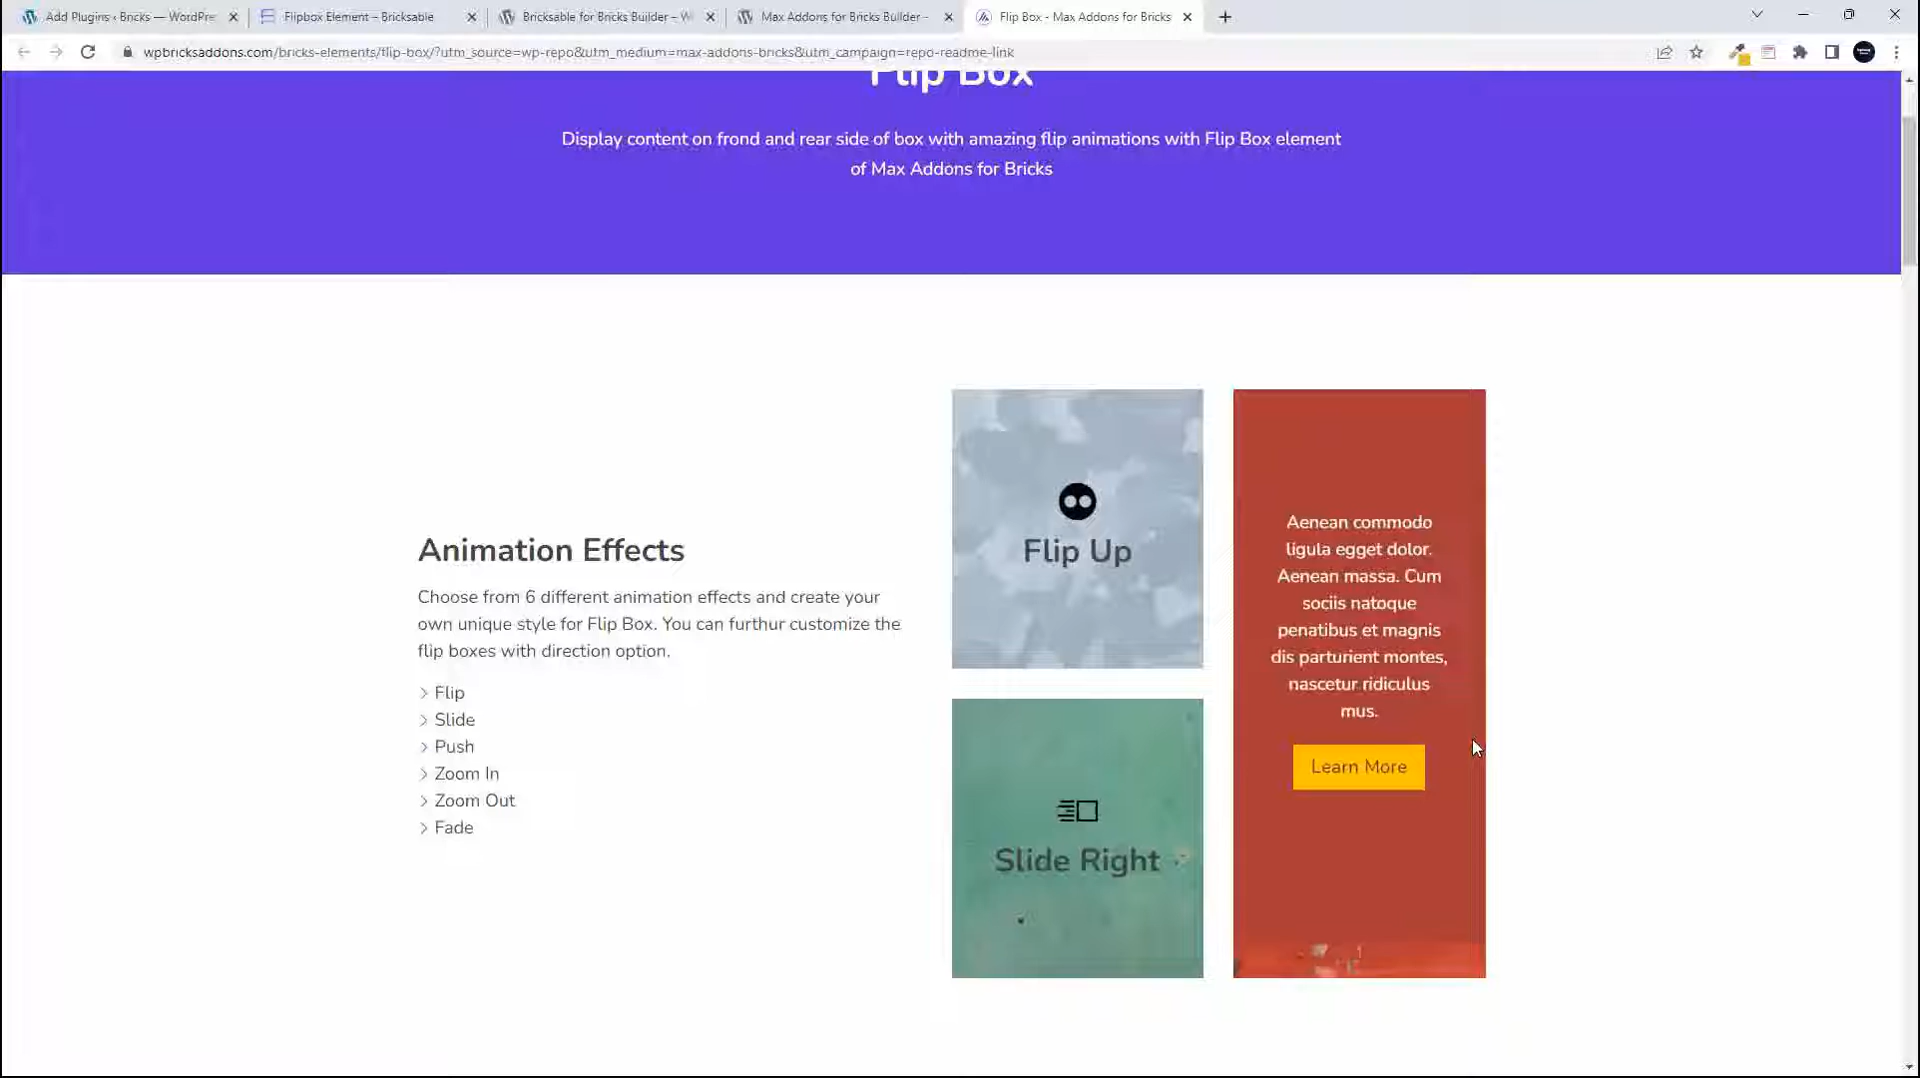 Add Plugins ‹ Bricks — WordPre
Flipbox Element – Bricksable
Bricksable for Bricks Builder – W
Max Addons for Bricks Builder –
Flip Box - Max Addons for Bricks
wpbricksaddons.com/bricks-elements/flip-box/?utm_source=wp-repo&utm_medium=max-addons-bricks&utm_campaign=repo-readme-link
Flip Box
Display content on frond and rear side of box with amazing flip animations with Flip Box element
of Max Addons for Bricks
Animation Effects
Choose from 6 different animation effects and create your
own unique style for Flip Box. You can furthur customize the
flip boxes with direction option.
Flip
Slide
Push
Zoom In
Zoom Out
Fade
Flip Up
Slide Right
Aenean commodo
ligula egget dolor.
Aenean massa. Cum
sociis natoque
penatibus et magnis
dis parturient montes,
nascetur ridiculus
mus.
Learn More